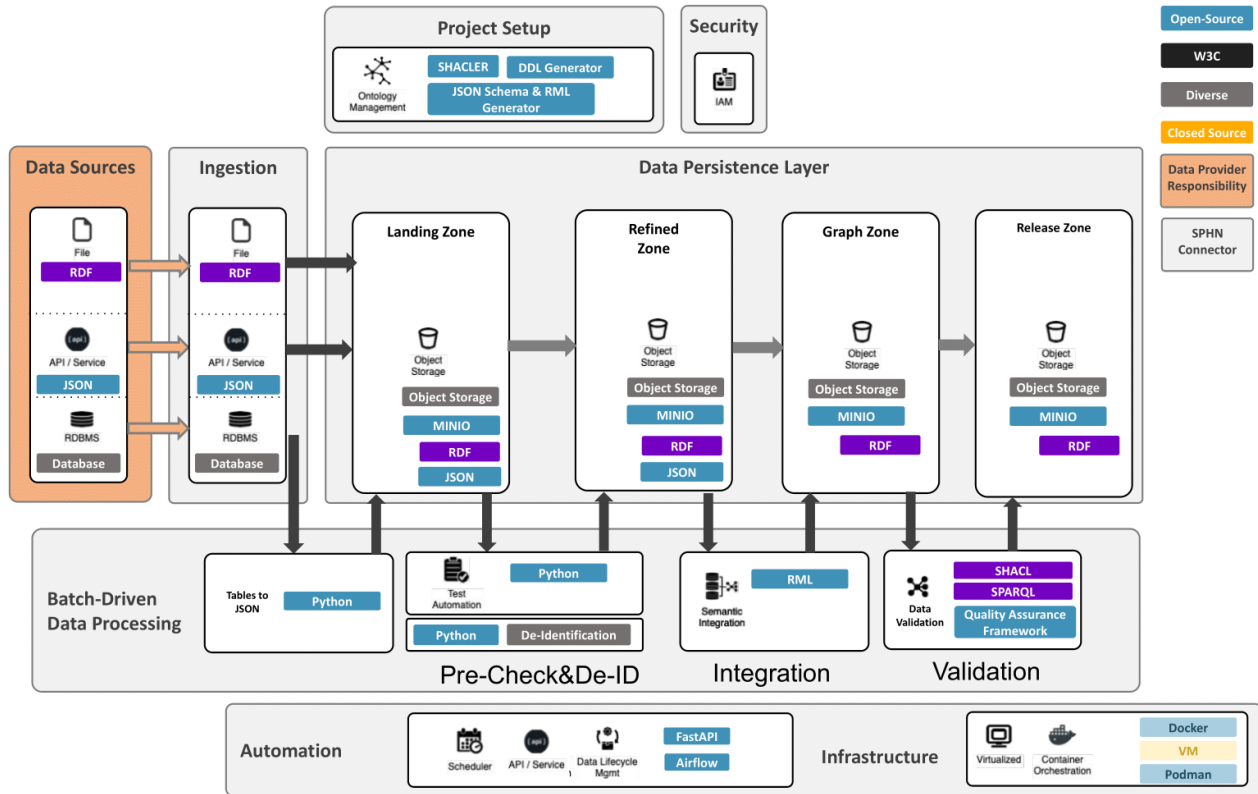 Project Setup
Ontology
Management
SHACLER
DDL Generator
JSON Schema & RML
Generator
Security
IAM
Open-Source
W3C
Diverse
Closed Source
Data Provider
Responsibility
SPHN
Connector
Data Sources
File
RDF
API / Service
JSON
RDBMS
Database
Ingestion
File
RDF
API / Service
JSON
RDBMS
Database
Data Persistence Layer
Landing Zone
Object
Storage
Object Storage
MINIO
RDF
JSON
Refined
Zone
Object
Storage
Object Storage
MINIO
RDF
JSON
Graph Zone
Object
Storage
Object Storage
MINIO
RDF
Release Zone
Object
Storage
Object Storage
MINIO
RDF
Batch-Driven
Data Processing
Tables to
JSON
Python
Test
Automation
Python
Python
De-Identification
Pre-Check&De-ID
Semantic
Integration
RML
Integration
Data
Validation
SHACL
SPARQL
Quality Assurance
Framework
Validation
Automation
Scheduler
API / Service
Data Lifecycle
Mgmt
FastAPI
Airflow
Infrastructure
Virtualized
Container
Orchestration
Docker
VM
Podman